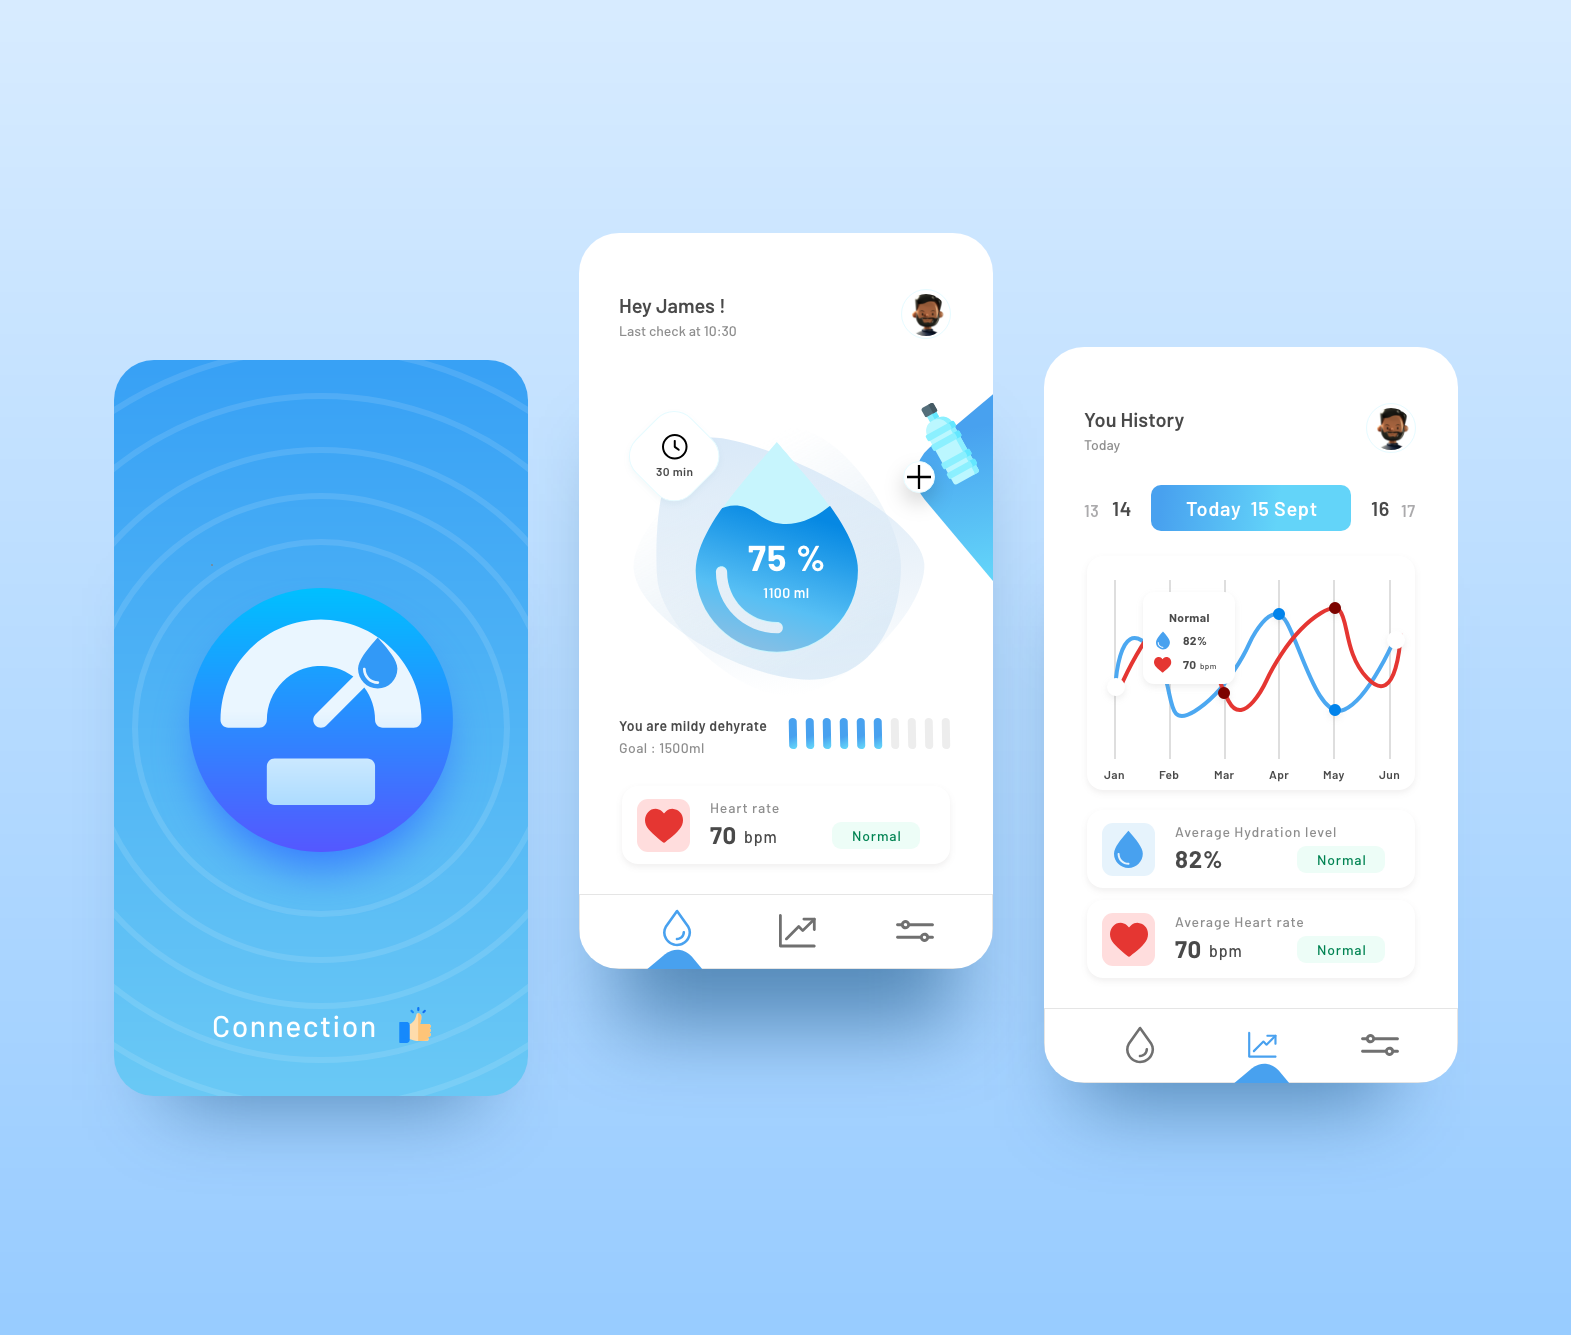 Connection
Hey James !
Last check at 10:30
30 min
75 %
1100 ml
You are mildy dehyrate
Goal : 1500ml
Heart rate
70 bpm
Normal
You History
Today
13 14 Today 15 Sept 16 17
Normal
82%
70 bpm
Jan Feb Mar Apr May Jun
Average Hydration level
82%
Normal
Average Heart rate
70 bpm
Normal